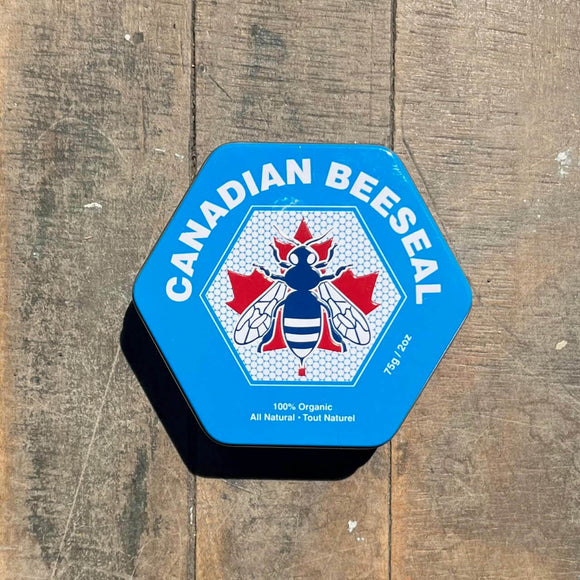 CANADIAN BEESEAL
75g / 2oz
100% Organic
All Natural • Tout Naturel